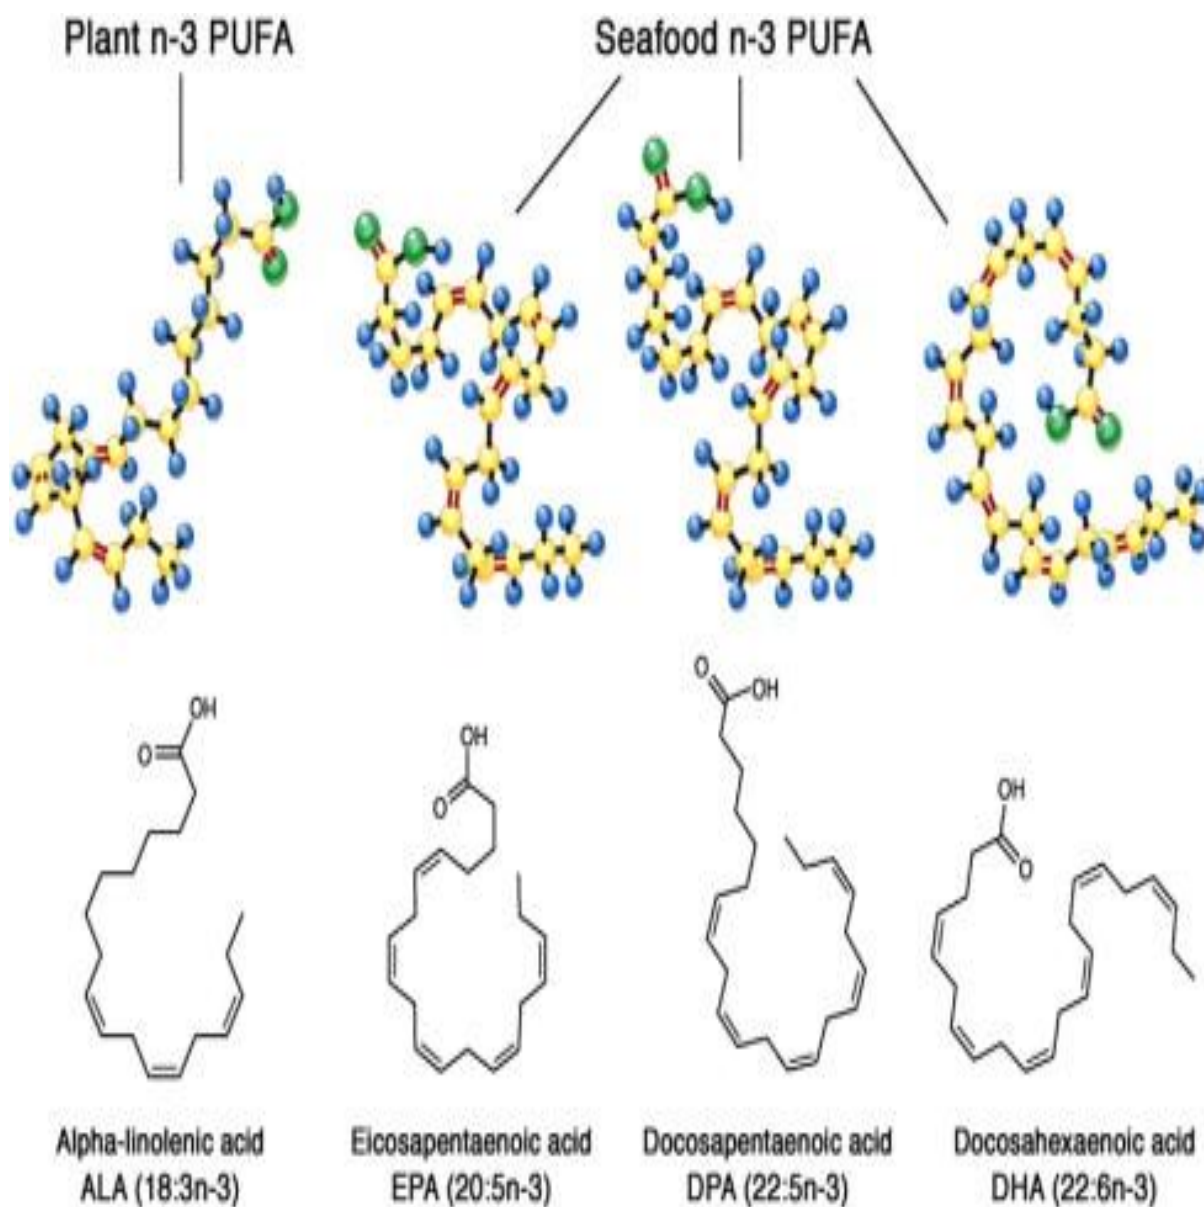 Plant n-3 PUFA
Seafood n-3 PUFA
OH
O
OH
O
O
OH
OH
O
Alpha-linolenic acid
ALA (18:3n-3)
Eicosapentaenoic acid
EPA (20:5n-3)
Docosapentaenoic acid
DPA (22:5n-3)
Docosahexaenoic acid
DHA (22:6n-3)